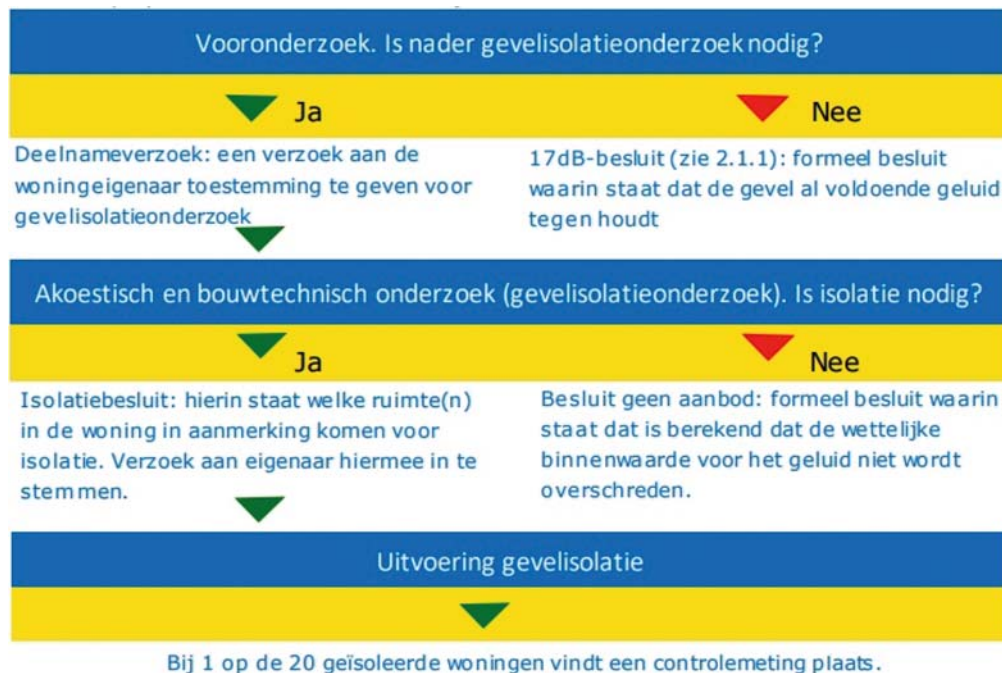 Vooronderzoek. Is nader gevelisolatieonderzoek nodig?
Ja
Nee
Deelnameverzoek: een verzoek aan de
woningeigenaar toestemming te geven voor
gevelisolatieonderzoek
17dB-besluit (zie 2.1.1): formeel besluit
waarin staat dat de gevel al voldoende geluid
tegen houdt
Akoestisch en bouwtechnisch onderzoek (gevelisolatieonderzoek). Is isolatie nodig?
Ja
Nee
Isolatiebesluit: hierin staat welke ruimte(n)
in de woning in aanmerking komen voor
isolatie. Verzoek aan eigenaar hiermee in te
stemmen.
Besluit geen aanbod: formeel besluit waarin
staat dat is berekend dat de wettelijke
binnenwaarde voor het geluid niet wordt
overschreden.
Uitvoering gevelisolatie
Bij 1 op de 20 geïsoleerde woningen vindt een controlemeting plaats.